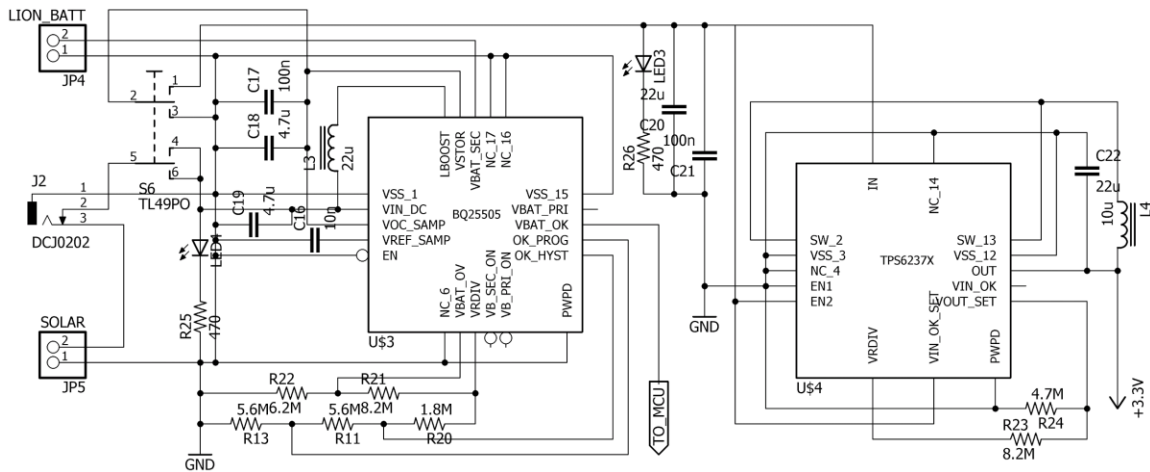 LION_BATT
2
1
JP4
1
2
3
4
5
6
S6
TL49PO
J2
1
2
3
DCJ0202
SOLAR
2
1
JP5
C17
100n
C18
4.7u
L3
22u
C19
4.7u
C16
10n
LED4
R25
470
GND
LBOOST
VSTOR
VBAT_SEC
NC_17
NC_16
VSS_1
VIN_DC
VOC_SAMP
VREF_SAMP
EN
BQ25505
VSS_15
VBAT_PRI
VBAT_OK
OK_PROG
OK_HYST
NC_6
VBAT_OV
VRDIV
VB_SEC_ON
VB_PRI_ON
PWPD
U$3
R22
6.2M
R21
8.2M
5.6M
R13
5.6M
R11
1.8M
R20
TO_MCU
LED3
R26
470
22u
C20
100n
C21
GND
IN
NC_14
SW_2
VSS_3
NC_4
EN1
EN2
TPS6237X
SW_13
VSS_12
OUT
VIN_OK
VOUT_SET
VRDIV
VIN_OK_SET
PWPD
U$4
C22
22u
10u
L4
4.7M
R24
R23
8.2M
+3.3V